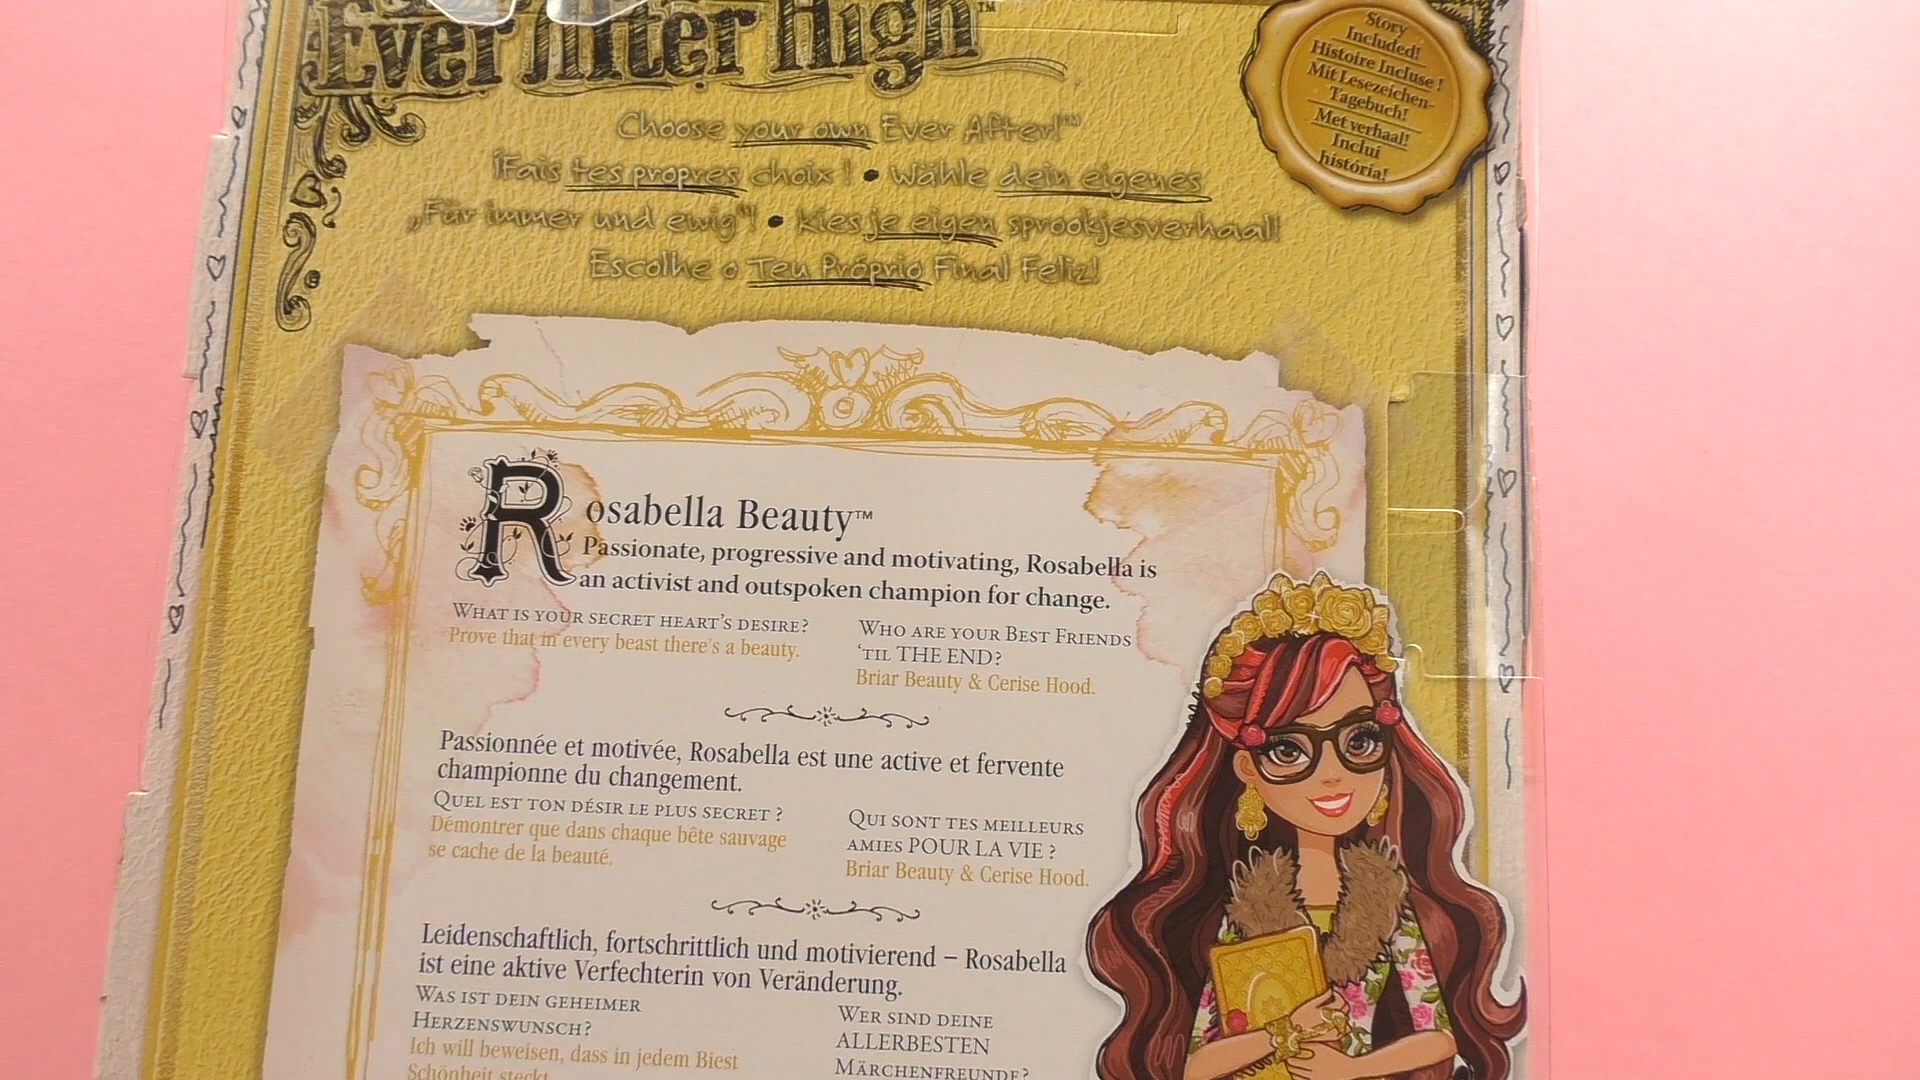 Ever After High™
Choose your own Ever After!™
¡Fais tes propres choix ! • Wähle dein eigenes
„Für immer und ewig“! • Kies je eigen sprookjesverhaal!
Escolhe o Teu Próprio Final Feliz!
Story
Included!
Histoire Incluse !
Mit Lesezeichen-
Tagebuch!
Met verhaal!
Inclui
história!
Rosabella Beauty™
Passionate, progressive and motivating, Rosabella is
an activist and outspoken champion for change.
What is your secret heart's desire?
Prove that in every beast there's a beauty.
Who are your Best Friends
'til THE END?
Briar Beauty & Cerise Hood.
Passionnée et motivée, Rosabella est une active et fervente
championne du changement.
Quel est ton désir le plus secret ?
Démontrer que dans chaque bête sauvage
se cache de la beauté.
Qui sont tes meilleurs
amies POUR LA VIE ?
Briar Beauty & Cerise Hood.
Leidenschaftlich, fortschrittlich und motivierend – Rosabella
ist eine aktive Verfechterin von Veränderung.
Was ist dein geheimer
Herzenswunsch?
Ich will beweisen, dass in jedem Biest
Schönheit steckt.
Wer sind deine
ALLERBESTEN
Märchenfreunde?